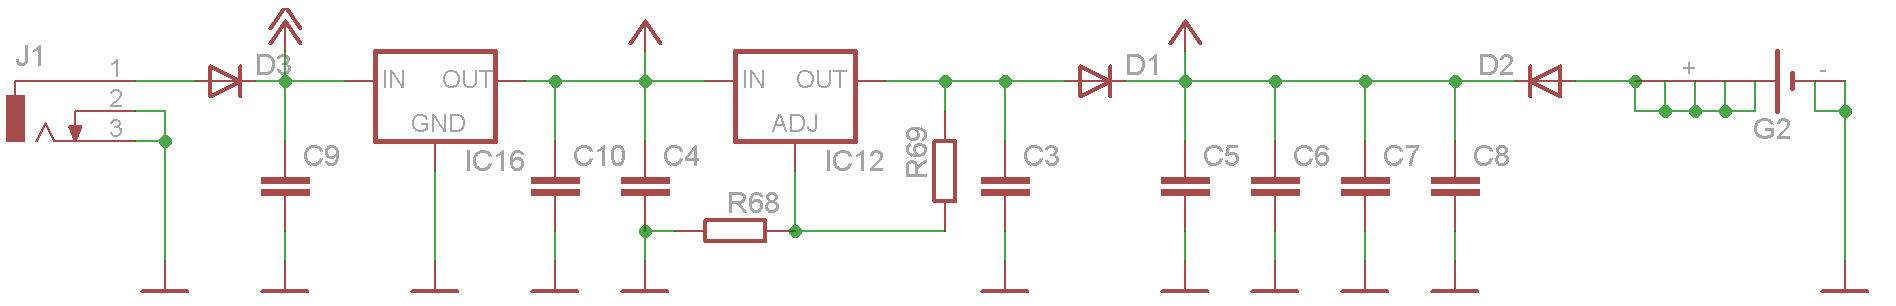 J1
1
2
3
D3
IN OUT
GND
IC16
C9
C10
C4
IN OUT
ADJ
IC12
R68
R69
C3
D1
C5
C6
C7
C8
D2
+ -
G2